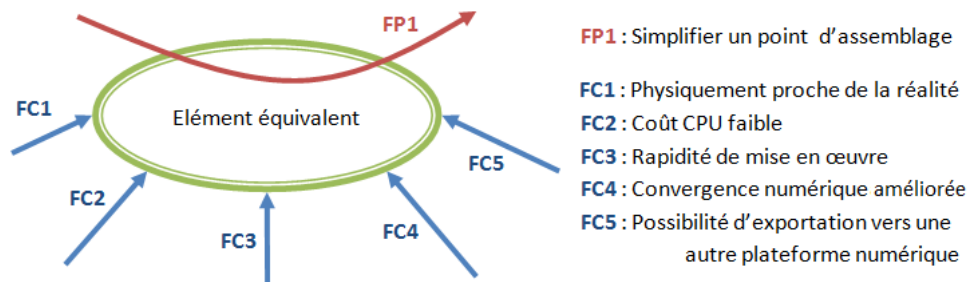 FP1
FP1 : Simplifier un point d'assemblage
FC1
FC1 : Physiquement proche de la réalité
Elément équivalent
FC2 : Coût CPU faible
FC5
FC3 : Rapidité de mise en œuvre
FC2
FC4 : Convergence numérique améliorée
FC3
FC4
FC5 : Possibilité d'exportation vers une
autre plateforme numérique